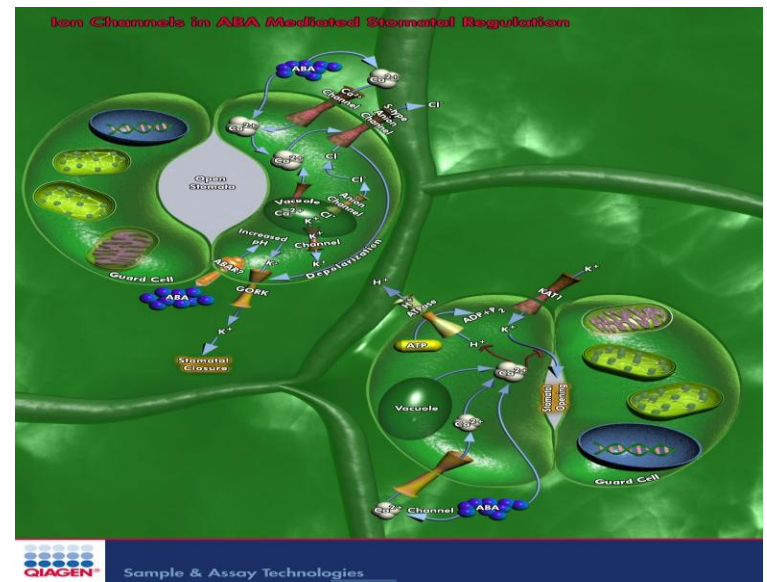 Ion Channels in ABA Mediated Stomatal Regulation
ABA
Ca2+
Ca2+
Channel
S-type
Anion
Channel
Cl-
Ca2+
Ca2+
Cl-
Cl-
Open
Stomata
Vacuole
Ca2+
Cl-
K+
Anion
Channel
Increased
pH
K+
Channel
K+
K+
Depolarization
Guard Cell
ABAR?
ABA
GORK
K+
Stomatal
Closure
H+
H+
ATPase
ADP+Pi
ATP
H+
KAT1
K+
K+
Ca2+
Stomatal
Opening
Vacuole
Ca2+
Ca2+
Channel
ABA
Guard Cell
QIAGEN®
Sample & Assay Technologies